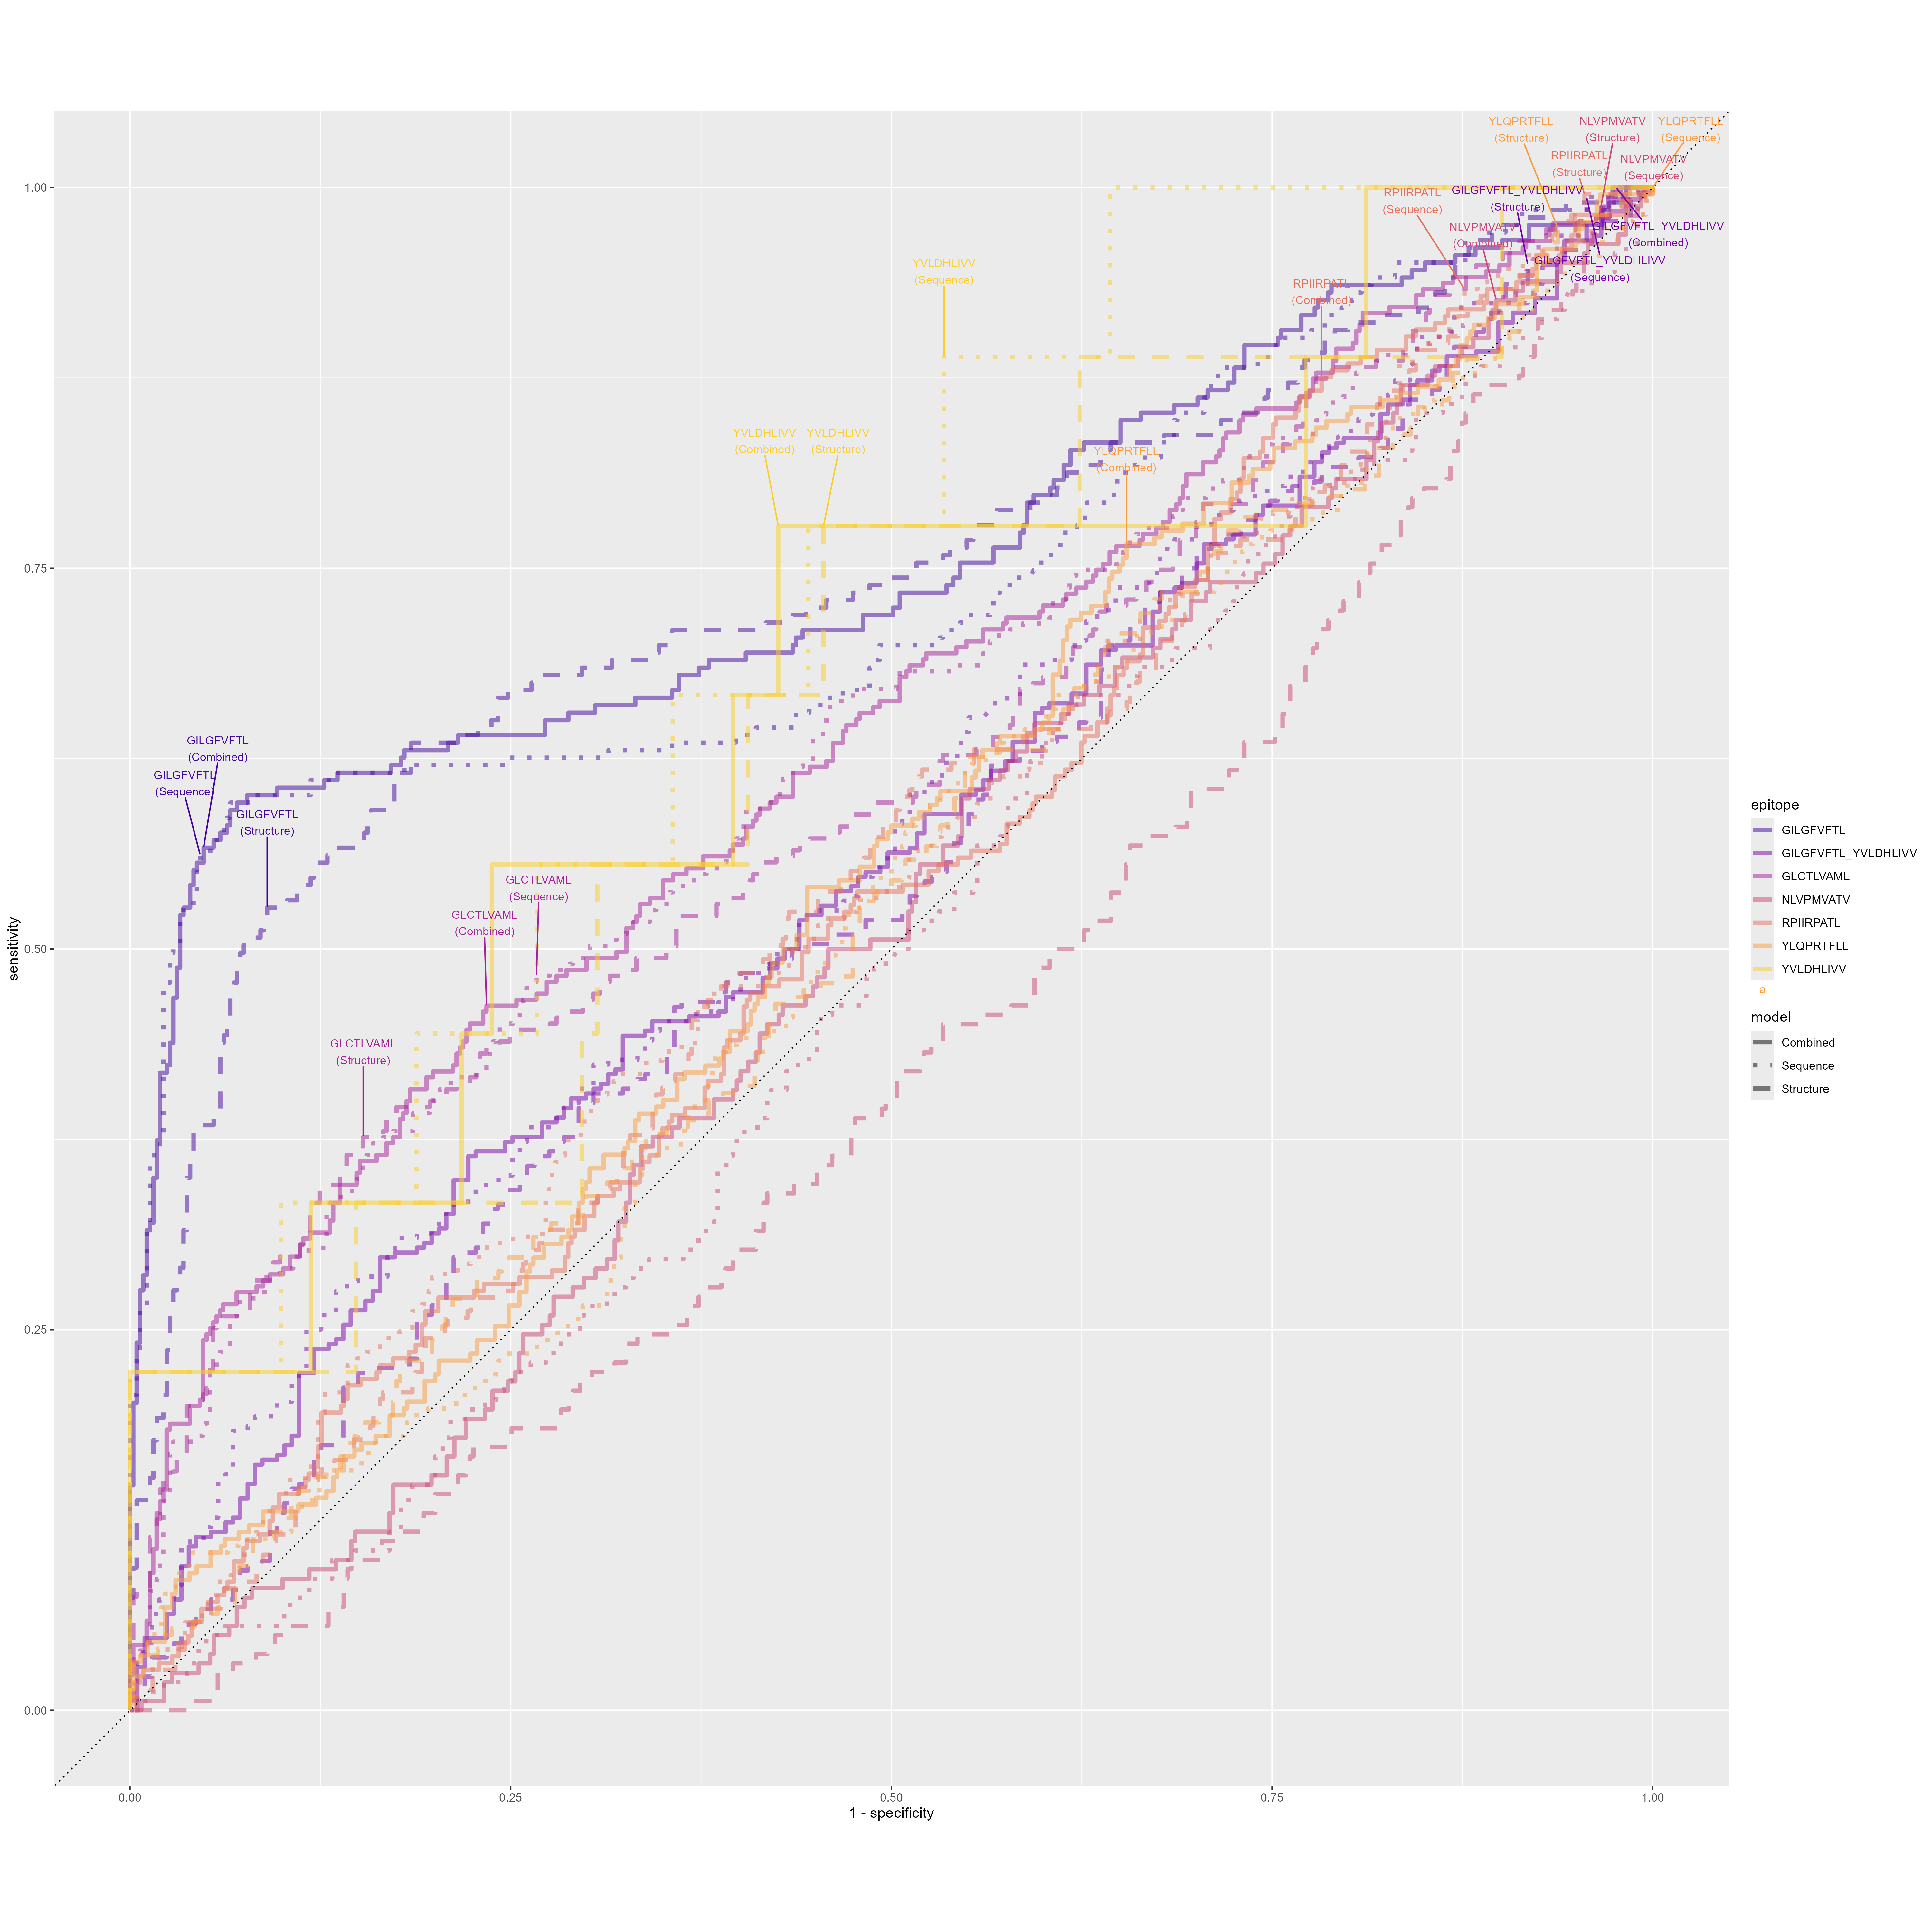 YLQPRTFLL
(Structure)
NLVPMVATV
(Structure)
YLQPRTFLL
(Sequence)
RPIIRPATL
(Structure)
NLVPMVATV
(Sequence)
RPIIRPATL
(Sequence)
GILGFVFTL_YVLDHLIVV
(Structure)
NLVPMVATV
(Combined)
GILGFVFTL_YVLDHLIVV
(Combined)
GILGFVFTL_YVLDHLIVV
(Sequence)
YVLDHLIVV
(Sequence)
RPIIRPATL
(Combined)
YVLDHLIVV
(Combined)
YVLDHLIVV
(Structure)
YLQPRTFLL
(Combined)
GILGFVFTL
(Combined)
GILGFVFTL
(Sequence)
GILGFVFTL
(Structure)
GLCTLVAML
(Sequence)
GLCTLVAML
(Combined)
GLCTLVAML
(Structure)
1.00
0.75
0.50
0.25
0.00
sensitivity
0.00
0.25
0.50
0.75
1.00
1 - specificity
epitope
GILGFVFTL
GILGFVFTL_YVLDHLIVV
GLCTLVAML
NLVPMVATV
RPIIRPATL
YLQPRTFLL
YVLDHLIVV
a
model
Combined
Sequence
Structure